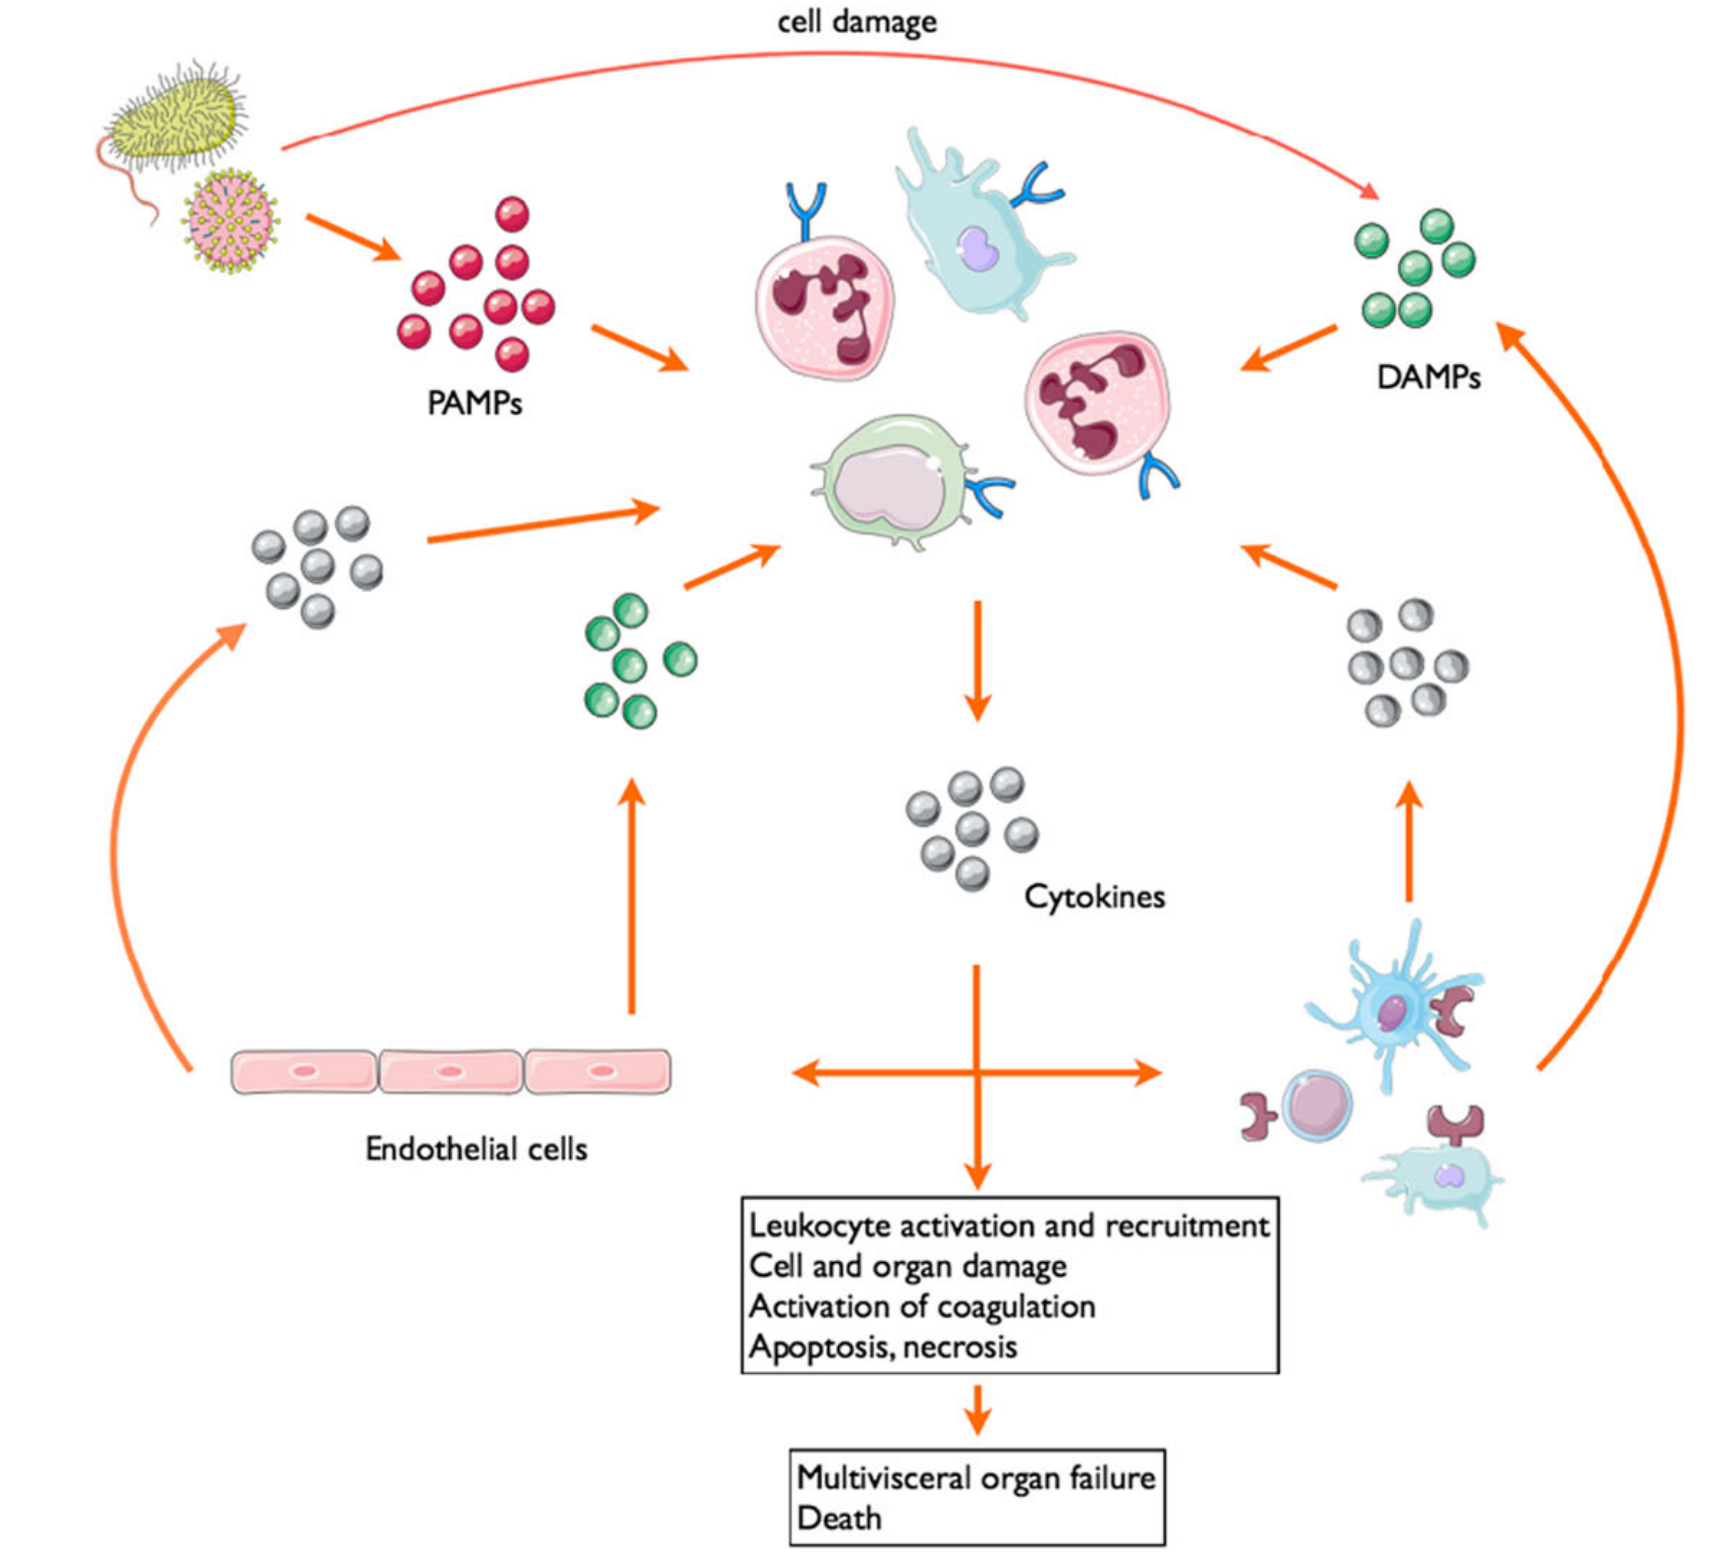 cell damage
PAMPs
DAMPs
Cytokines
Endothelial cells
Leukocyte activation and recruitment
Cell and organ damage
Activation of coagulation
Apoptosis, necrosis
Multivisceral organ failure
Death